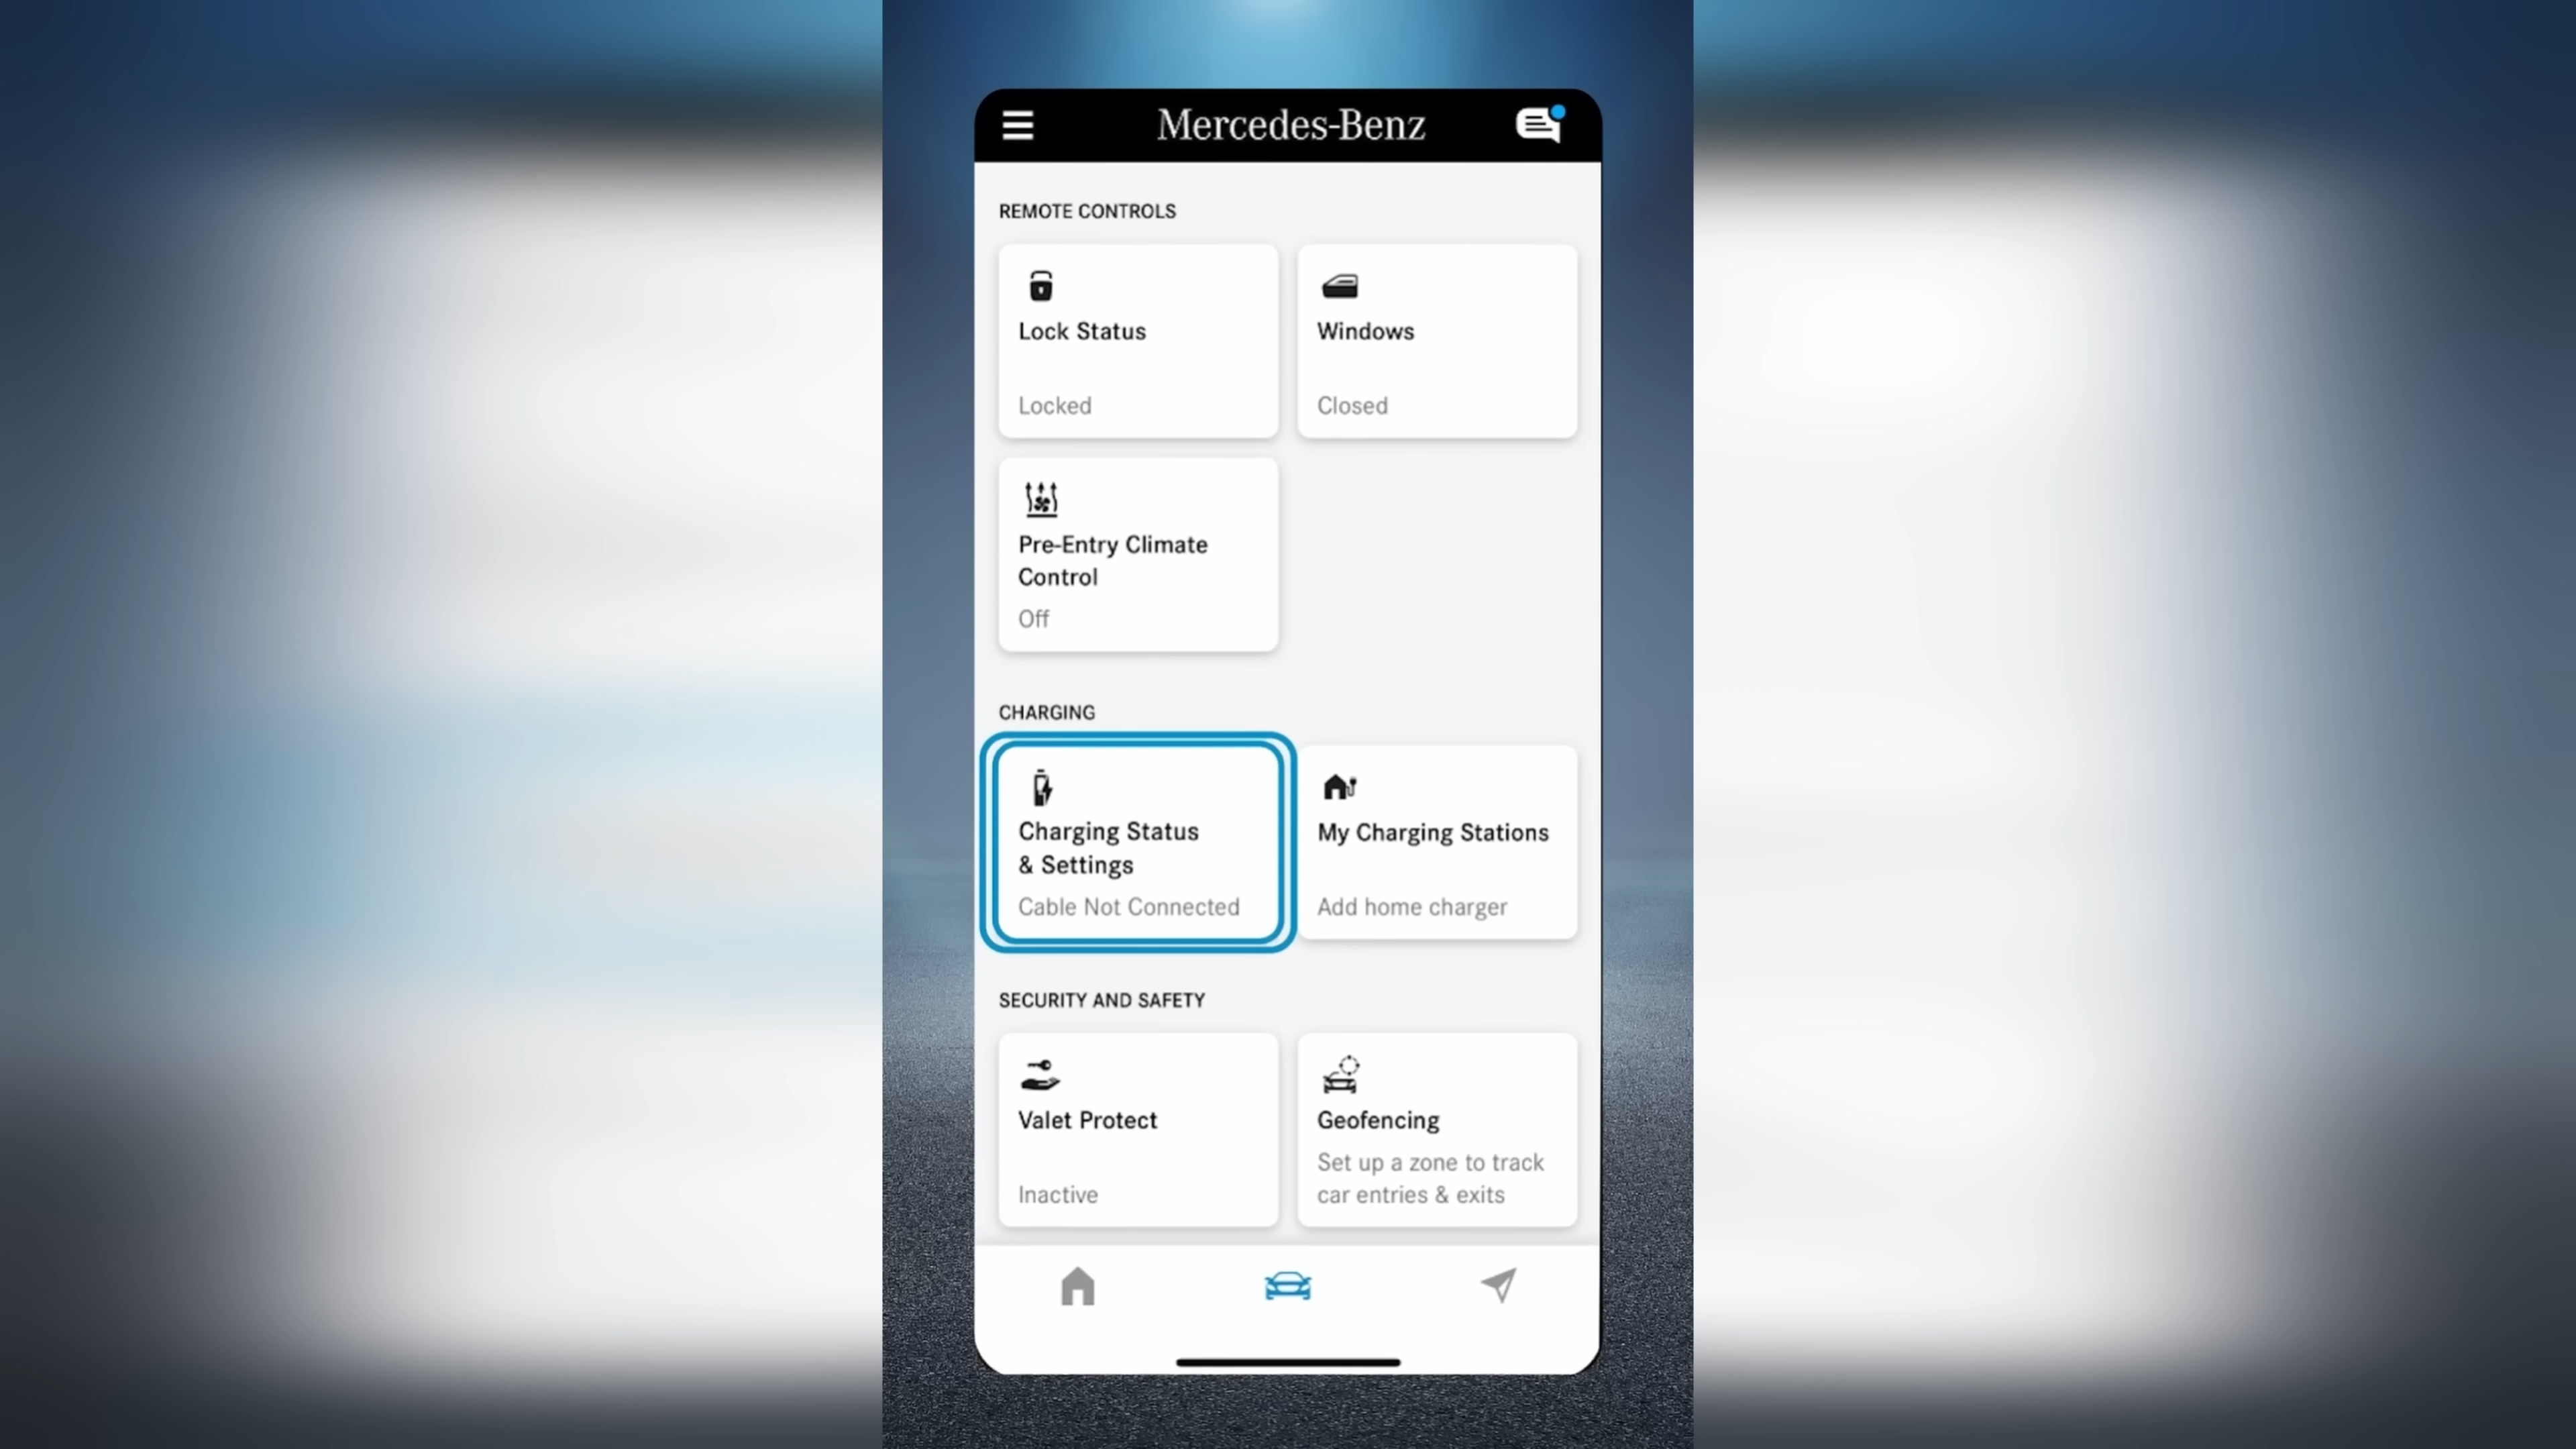 Mercedes-Benz
REMOTE CONTROLS
Lock Status
Locked
Windows
Closed
Pre-Entry Climate
Control
Off
CHARGING
Charging Status
& Settings
Cable Not Connected
My Charging Stations
Add home charger
SECURITY AND SAFETY
Valet Protect
Inactive
Geofencing
Set up a zone to track
car entries & exits